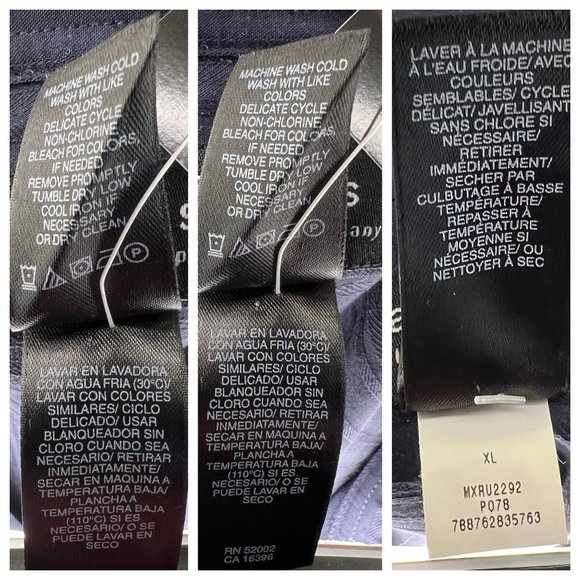 MACHINE WASH COLD
WASH WITH LIKE
COLORS
DELICATE CYCLE
NON-CHLORINE
BLEACH FOR COLORS,
IF NEEDED
REMOVE PROMPTLY
TUMBLE DRY LOW
COOL IRON IF
NECESSARY
OR DRY CLEAN
P
LAVAR EN LAVADORA
CON AGUA FRIA (30°C)/
LAVAR CON COLORES
SIMILARES/ CICLO
DELICADO/ USAR
BLANQUEADOR SIN
CLORO CUANDO SEA
NECESARIO/ RETIRAR
INMEDIATAMENTE/
SECAR EN MAQUINA A
TEMPERATURA BAJA/
PLANCHA A
TEMPERATURA BAJA
(110°C) SI ES
NECESARIO/ O SE
PUEDE LAVAR EN
SECO
MACHINE WASH COLD
WASH WITH LIKE
COLORS
DELICATE CYCLE
NON-CHLORINE
BLEACH FOR COLORS,
IF NEEDED
REMOVE PROMPTLY
TUMBLE DRY LOW
COOL IRON IF
NECESSARY
OR DRY CLEAN
P
S
any
LAVAR EN LAVADORA
CON AGUA FRIA (30°C)/
LAVAR CON COLORES
SIMILARES/ CICLO
DELICADO/ USAR
BLANQUEADOR SIN
CLORO CUANDO SEA
NECESARIO/ RETIRAR
INMEDIATAMENTE/
SECAR EN MAQUINA A
TEMPERATURA BAJA/
PLANCHA A
TEMPERATURA BAJA
(110°C) SI ES
NECESARIO/ O SE
PUEDE LAVAR EN
SECO
RN 52002
CA 16396
LAVER À LA MACHINE
À L'EAU FROIDE/ AVEC
COULEURS
SEMBLABLES/ CYCLE
DÉLICAT/ JAVELLISANT
SANS CHLORE SI
NÉCESSAIRE/
RETIRER
IMMÉDIATEMENT/
SÉCHER PAR
CULBUTAGE À BASSE
TEMPÉRATURE/
REPASSER À
TEMPÉRATURE
MOYENNE SI
NÉCESSAIRE/ OU
NETTOYER À SEC
XL
MXRU2292
P078
788762835763